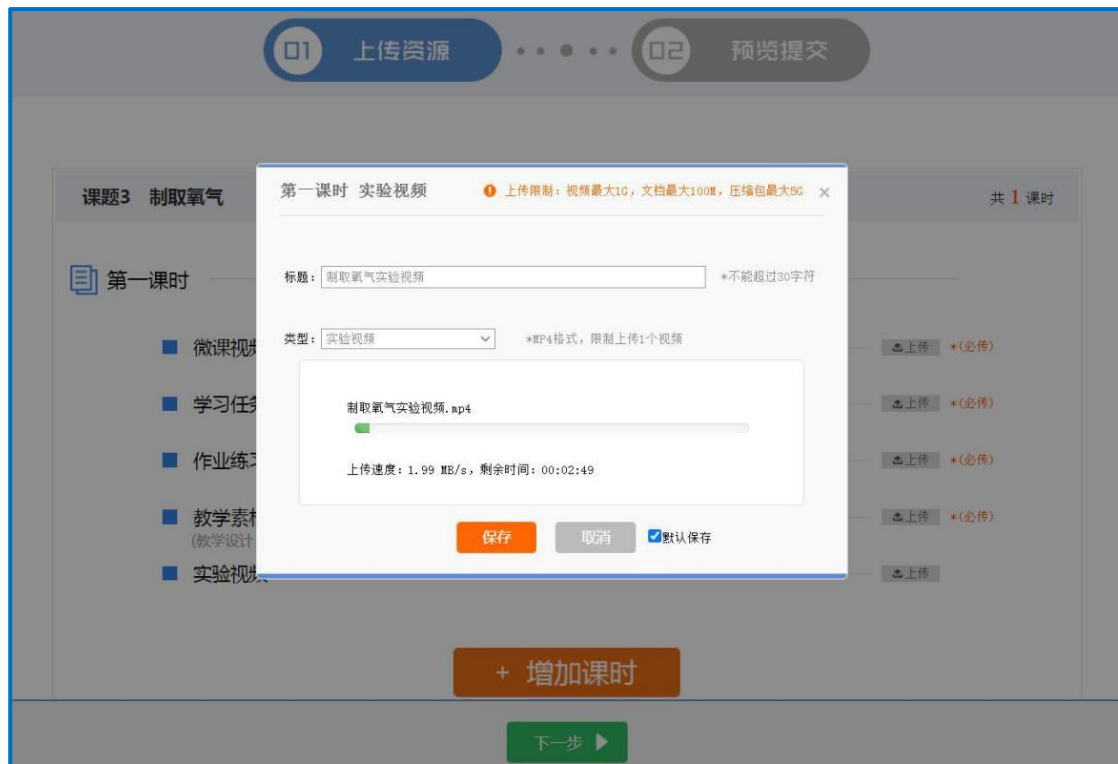 01 上传资源 02 预览提交
课题3 制取氧气
共 1 课时
第一课时 实验视频
上传限制：视频最大1G，文档最大100M，压缩包最大5G
第一课时
标题：制取氧气实验视频 *不能超过30字符
类型：实验视频 *MP4格式，限制上传1个视频
制取氧气实验视频.mp4
上传速度：1.99 MB/s，剩余时间：00:02:49
保存 取消 默认保存
微课视频 上传 *(必传)
学习任务 上传 *(必传)
作业练习 上传 *(必传)
教学素材 上传 *(必传)
(教学设计
实验视频 上传
+ 增加课时
下一步